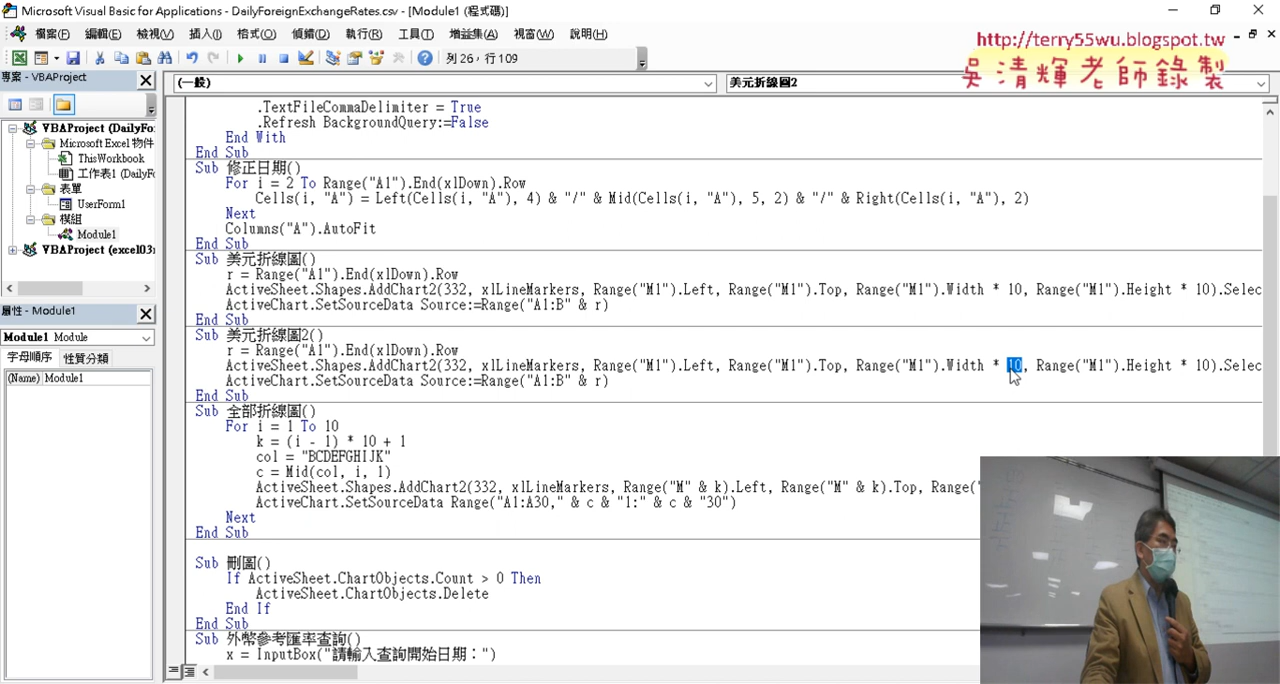 Microsoft Visual Basic for Applications - DailyForeignExchangeRates.csv - [Module1 (程式碼)]
http://terry55wu.blogspot.tw
吳清輝老師錄製
檔案(F) 編輯(E) 檢視(V) 插入(I) 格式(O) 偵錯(D) 執行(R) 工具(T) 增益集(A) 視窗(W) 說明(H)
列 26，行 109
專案 - VBAProject
(一般)
美元折線圖2
VBAProject (DailyFo
Microsoft Excel 物件
ThisWorkbook
工作表1 (DailyFo
表單
UserForm1
模組
Module1
VBAProject (excel03
屬性 - Module1
Module1 Module
字母順序 性質分類
(Name) Module1
.TextFileCommaDelimiter = True
.Refresh BackgroundQuery:=False
End With
End Sub
Sub 修正日期()
For i = 2 To Range("A1").End(xlDown).Row
Cells(i, "A") = Left(Cells(i, "A"), 4) & "/" & Mid(Cells(i, "A"), 5, 2) & "/" & Right(Cells(i, "A"), 2)
Next
Columns("A").AutoFit
End Sub
Sub 美元折線圖()
r = Range("A1").End(xlDown).Row
ActiveSheet.Shapes.AddChart2(332, xlLineMarkers, Range("M1").Left, Range("M1").Top, Range("M1").Width * 10, Range("M1").Height * 10).Selec
ActiveChart.SetSourceData Source:=Range("A1:B" & r)
End Sub
Sub 美元折線圖2()
r = Range("A1").End(xlDown).Row
ActiveSheet.Shapes.AddChart2(332, xlLineMarkers, Range("M1").Left, Range("M1").Top, Range("M1").Width * 10, Range("M1").Height * 10).Selec
ActiveChart.SetSourceData Source:=Range("A1:B" & r)
End Sub
Sub 全部折線圖()
For i = 1 To 10
k = (i - 1) * 10 + 1
col = "BCDEFGHIJK"
c = Mid(col, i, 1)
ActiveSheet.Shapes.AddChart2(332, xlLineMarkers, Range("M" & k).Left, Range("M" & k).Top, Range("
ActiveChart.SetSourceData Range("A1:A30," & c & "1:" & c & "30")
Next
End Sub
Sub 刪圖()
If ActiveSheet.ChartObjects.Count > 0 Then
ActiveSheet.ChartObjects.Delete
End If
End Sub
Sub 外幣參考匯率查詢()
x = InputBox("請輸入查詢開始日期：")